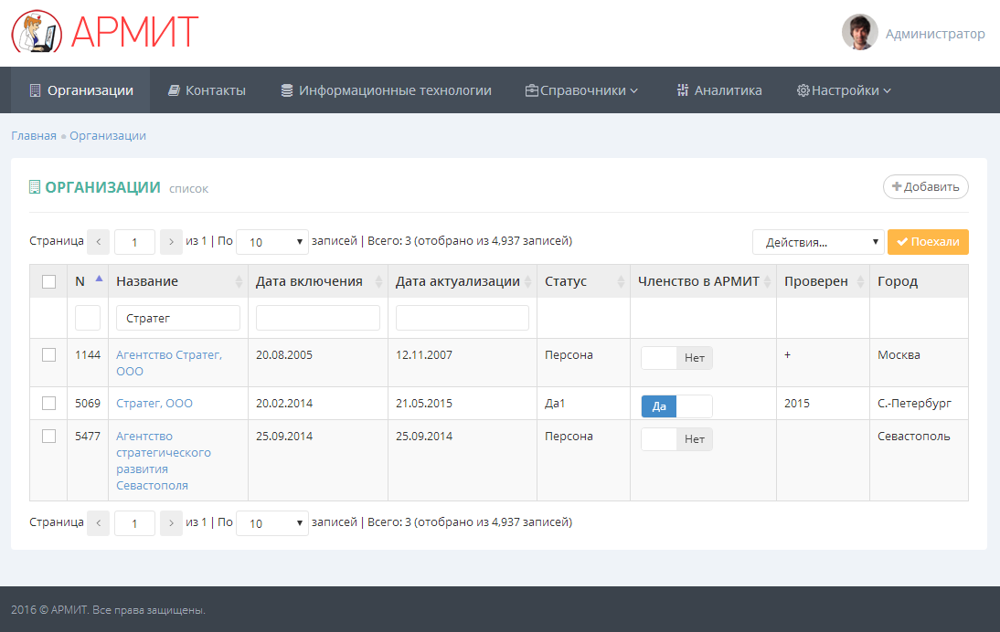 АРМИТ
Администратор
Организации Контакты Информационные технологии Справочники Аналитика Настройки
Главная Организации
ОРГАНИЗАЦИИ список
+ Добавить
Страница < 1 > из 1 | По 10 записей | Всего: 3 (отобрано из 4,937 записей)
Действия... Поехали
N Название Дата включения Дата актуализации Статус Членство в АРМИТ Проверен Город
Стратег
1144 Агентство Стратег, 20.08.2005 12.11.2007 Персона Нет + Москва
ООО
5069 Стратег, ООО 20.02.2014 21.05.2015 Да1 Да 2015 С.-Петербург
5477 Агентство 25.09.2014 25.09.2014 Персона Нет Севастополь
стратегического
развития
Севастополя
Страница < 1 > из 1 | По 10 записей | Всего: 3 (отобрано из 4,937 записей)
2016 © АРМИТ. Все права защищены.